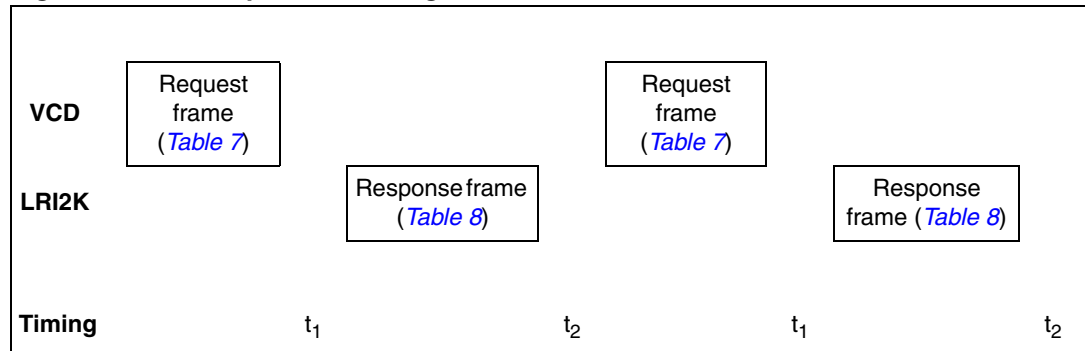 VCD
Request
frame
(Table 7)
Request
frame
(Table 7)
LRI2K
Response frame
(Table 8)
Response
frame (Table 8)
Timing
t1
t2
t1
t2